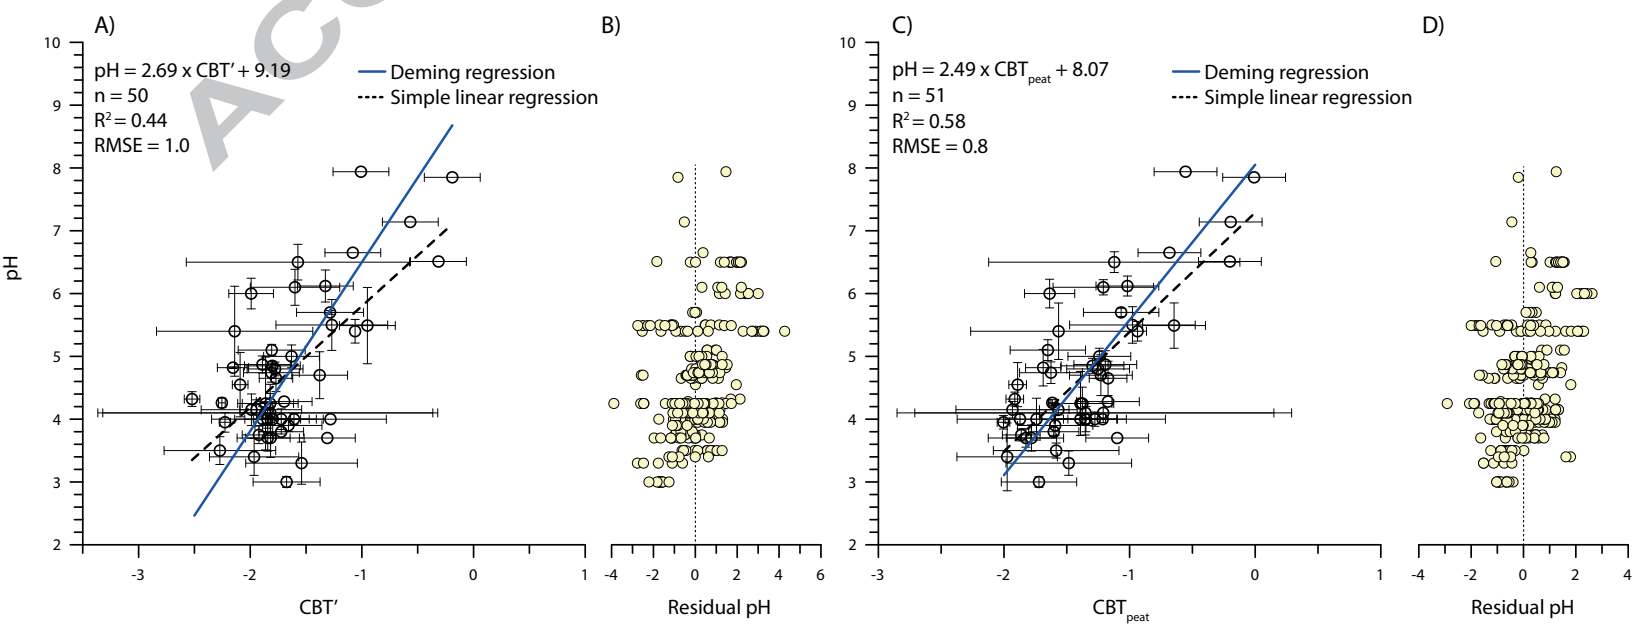 A)
B)
C)
D)
ACC
pH = 2.69 x CBT′ + 9.19
n = 50
R² = 0.44
RMSE = 1.0
Deming regression
Simple linear regression
pH = 2.49 x CBTpeat + 8.07
n = 51
R² = 0.58
RMSE = 0.8
Deming regression
Simple linear regression
pH
10
9
8
7
6
5
4
3
2
10
9
8
7
6
5
4
3
2
-3 -2 -1 0 1
-4 -2 0 2 4 6
-3 -2 -1 0 1
-4 -2 0 2 4
CBT′
Residual pH
CBTpeat
Residual pH